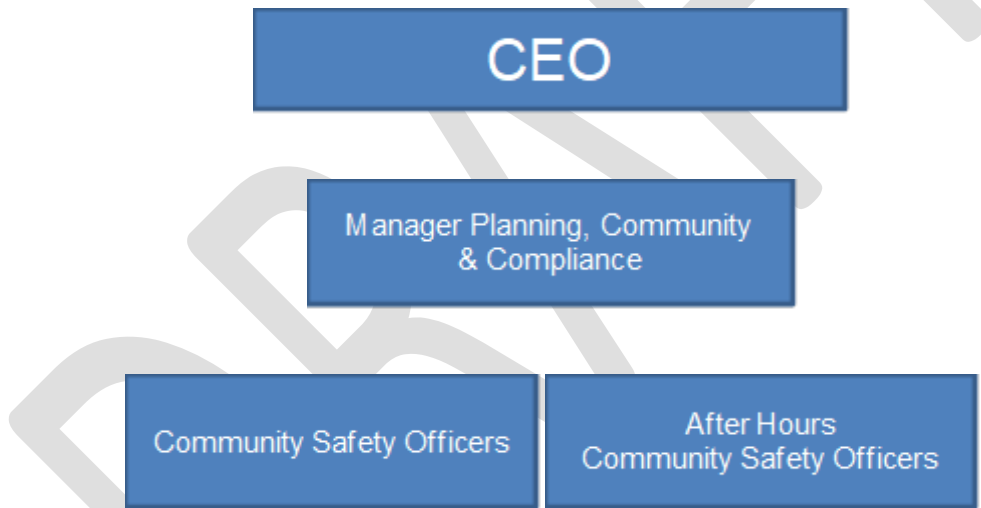 CEO
Manager Planning, Community
& Compliance
Community Safety Officers
After Hours
Community Safety Officers